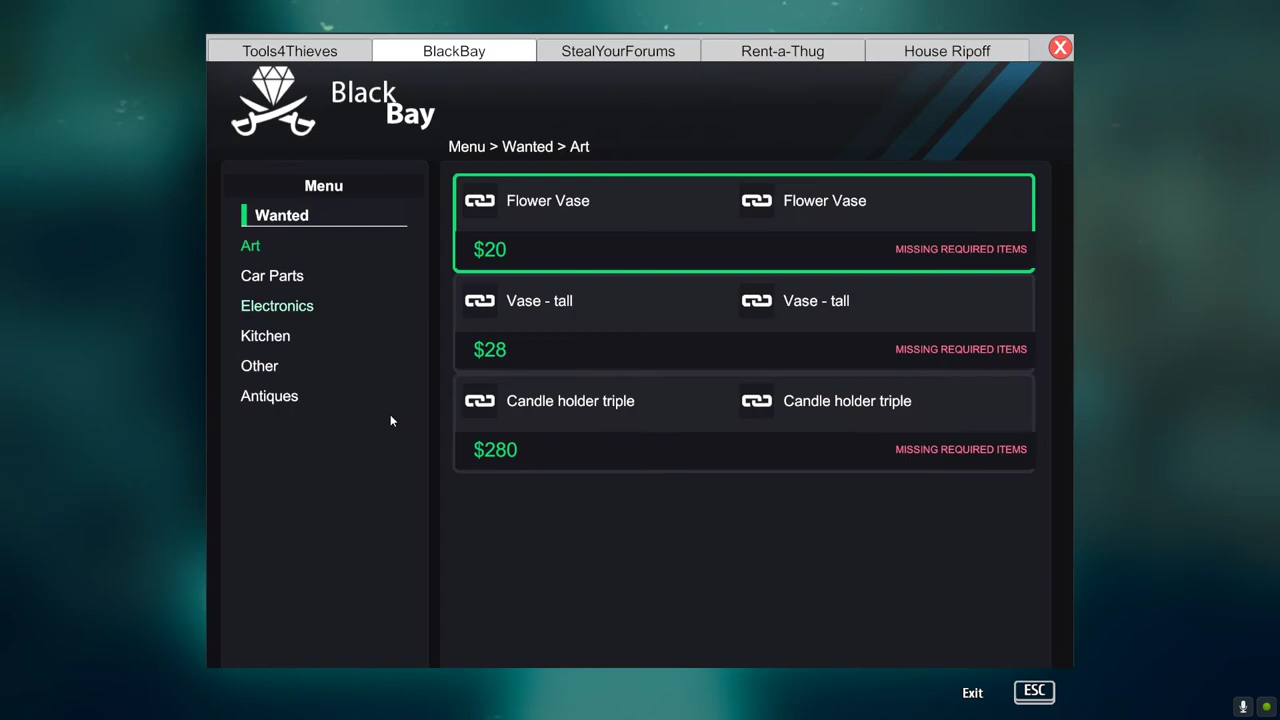 Tools4Thieves BlackBay StealYourForums Rent-a-Thug House Ripoff X
Black
Bay
Menu > Wanted > Art
Menu
Wanted
Art
Car Parts
Electronics
Kitchen
Other
Antiques
Flower Vase Flower Vase
$20 MISSING REQUIRED ITEMS
Vase - tall Vase - tall
$28 MISSING REQUIRED ITEMS
Candle holder triple Candle holder triple
$280 MISSING REQUIRED ITEMS
Exit ESC